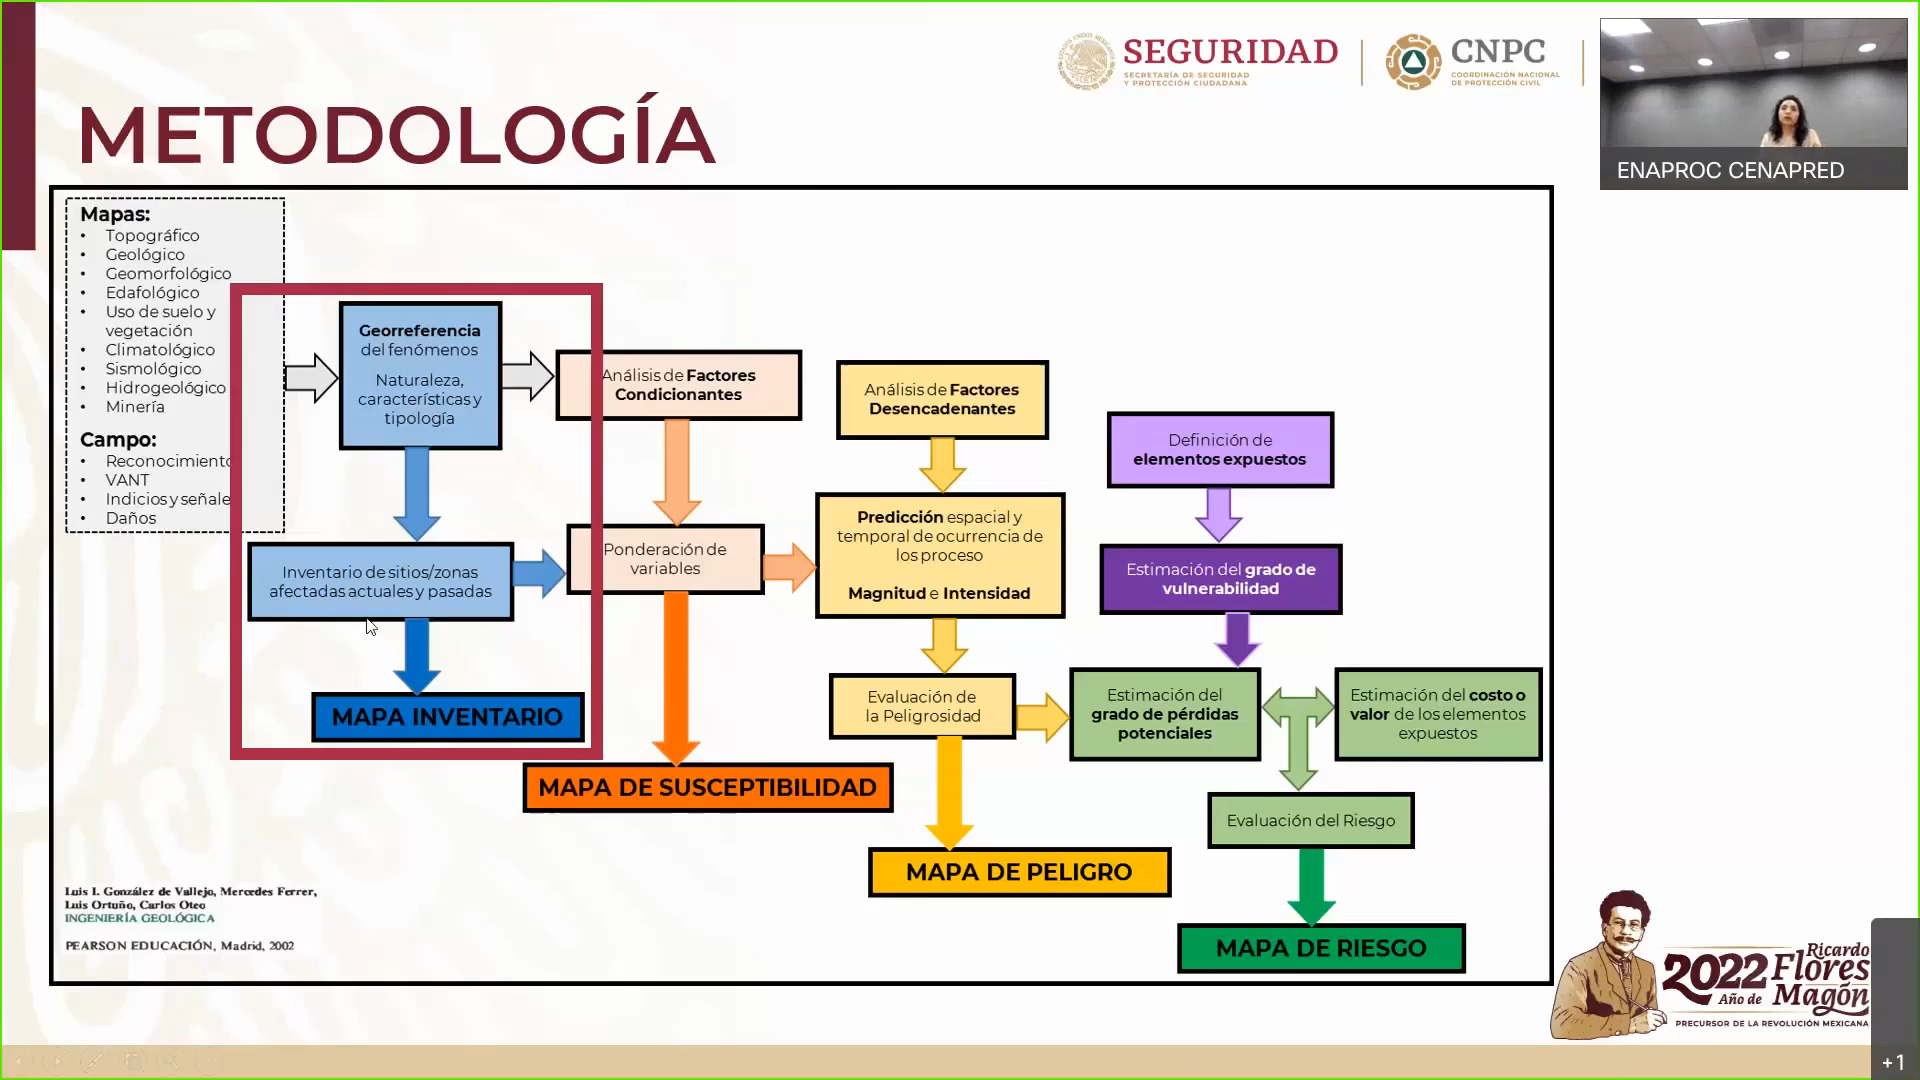 SEGURIDAD
SECRETARÍA DE SEGURIDAD
Y PROTECCIÓN CIUDADANA
CNPC
COORDINACIÓN NACIONAL
DE PROTECCIÓN CIVIL
ENAPROC CENAPRED
METODOLOGÍA
Mapas:
• Topográfico
• Geológico
• Geomorfológico
• Edafológico
• Uso de suelo y
vegetación
• Climatológico
• Sismológico
• Hidrogeológico
• Minería
Campo:
• Reconocimiento
• VANT
• Indicios y señale
• Daños
Georreferencia
del fenómenos
Naturaleza,
características y
tipología
Inventario de sitios/zonas
afectadas actuales y pasadas
MAPA INVENTARIO
Análisis de Factores
Condicionantes
Ponderación de
variables
MAPA DE SUSCEPTIBILIDAD
Análisis de Factores
Desencadenantes
Predicción espacial y
temporal de ocurrencia de
los proceso
Magnitud e Intensidad
Evaluación de
la Peligrosidad
MAPA DE PELIGRO
Definición de
elementos expuestos
Estimación del grado de
vulnerabilidad
Estimación del
grado de pérdidas
potenciales
Estimación del costo o
valor de los elementos
expuestos
Evaluación del Riesgo
MAPA DE RIESGO
Luis I. González de Vallejo, Mercedes Ferrer,
Luis Ortuño, Carlos Oteo
INGENIERÍA GEOLÓGICA
PEARSON EDUCACIÓN, Madrid, 2002
2022
Año de
Ricardo
Flores
Magón
PRECURSOR DE LA REVOLUCIÓN MEXICANA
+1